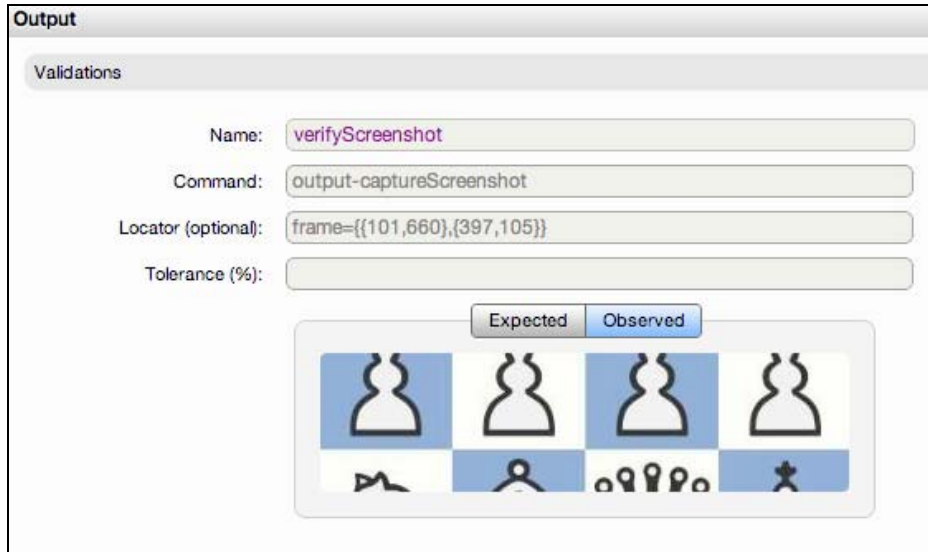 Output
Validations
Name: verifyScreenshot
Command: output-captureScreenshot
Locator (optional): frame={{101,660},{397,105}}
Tolerance (%):
Expected Observed